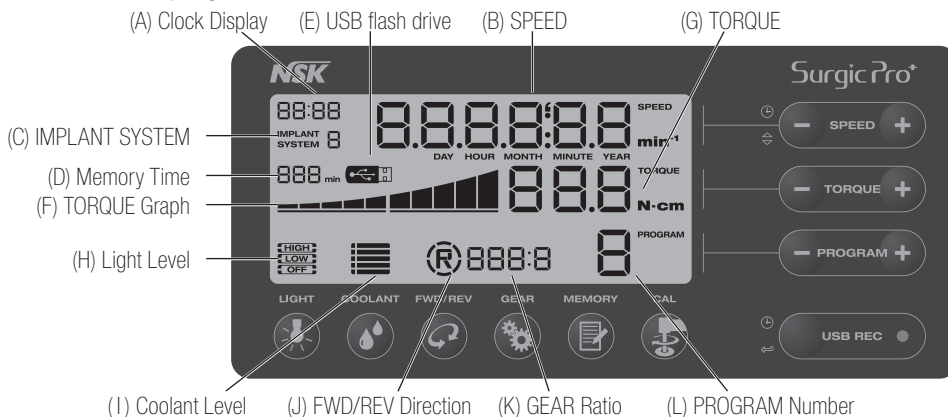 (A) Clock Display (E) USB flash drive (B) SPEED (G) TORQUE
NSK Surgic Pro+
88:88 8.8.8.8:8.8 SPEED
(C) IMPLANT SYSTEM IMPLANT SYSTEM 8 min-1 − SPEED +
DAY HOUR MONTH MINUTE YEAR
(D) Memory Time 888 min 88.8 TORQUE
(F) TORQUE Graph N·cm − TORQUE +
(H) Light Level HIGH LOW OFF R 888:8 8 PROGRAM − PROGRAM +
LIGHT COOLANT FWD/REV GEAR MEMORY CAL
USB REC
(I) Coolant Level (J) FWD/REV Direction (K) GEAR Ratio (L) PROGRAM Number